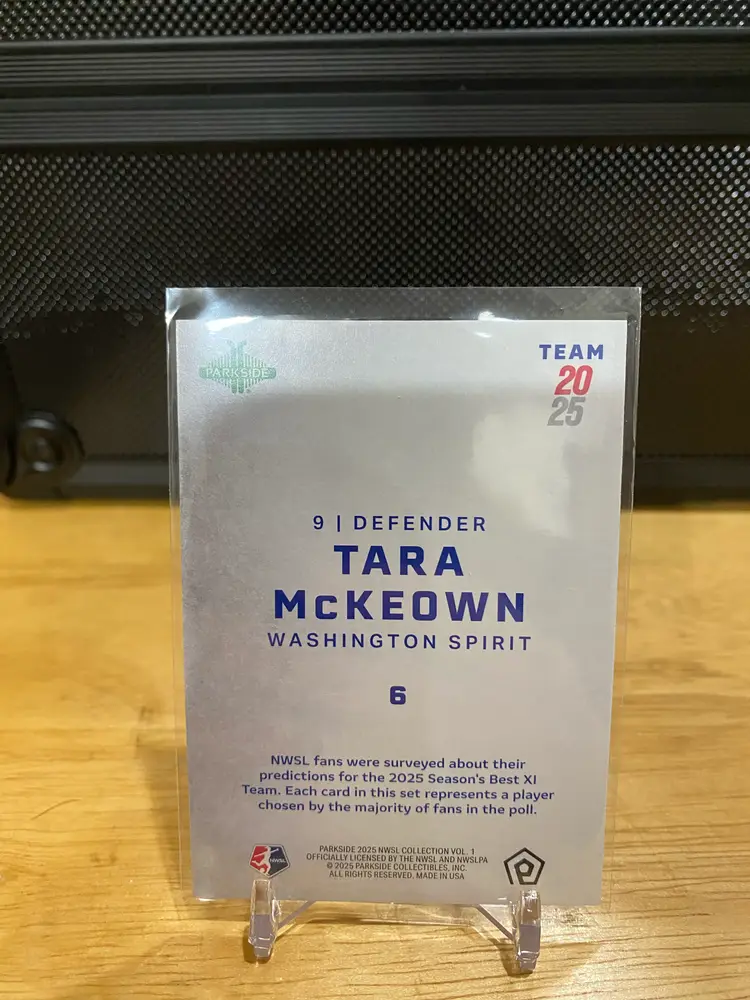 PARKSIDE
TEAM
20
25
9 | DEFENDER
TARA
McKEOWN
WASHINGTON SPIRIT
6
NWSL fans were surveyed about their
predictions for the 2025 Season's Best XI
Team. Each card in this set represents a player
chosen by the majority of fans in the poll.
NWSL
PARKSIDE 2025 NWSL COLLECTION VOL. 1
OFFICIALLY LICENSED BY THE NWSL AND NWSLPA
© 2025 PARKSIDE COLLECTIBLES, INC.
ALL RIGHTS RESERVED. MADE IN USA